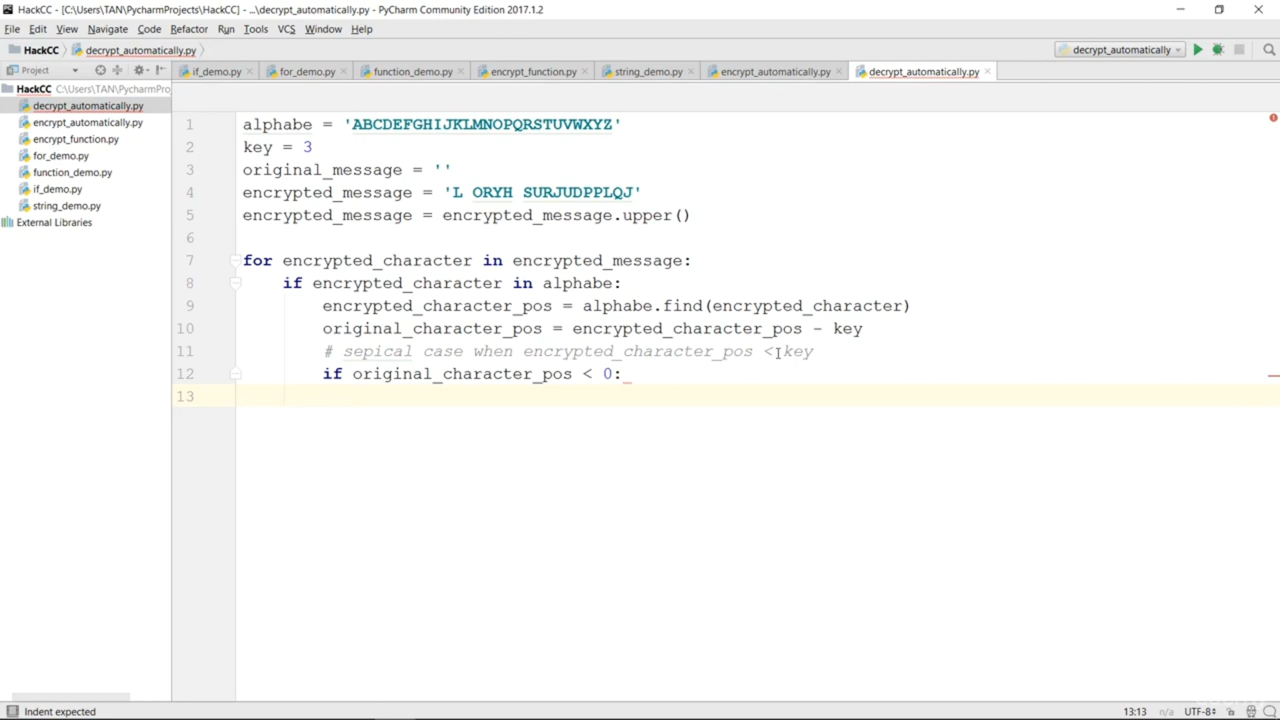 HackCC - [C:\Users\TAN\PycharmProjects\HackCC] - ...\decrypt_automatically.py - PyCharm Community Edition 2017.1.2
File Edit View Navigate Code Refactor Run Tools VCS Window Help
HackCC decrypt_automatically.py decrypt_automatically
Project if_demo.py for_demo.py function_demo.py encrypt_function.py string_demo.py encrypt_automatically.py decrypt_automatically.py
HackCC C:\Users\TAN\PycharmPro
decrypt_automatically.py
encrypt_automatically.py
encrypt_function.py
for_demo.py
function_demo.py
if_demo.py
string_demo.py
External Libraries
1 alphabe = 'ABCDEFGHIJKLMNOPQRSTUVWXYZ'
2 key = 3
3 original_message = ''
4 encrypted_message = 'L ORYH SURJUDPPLQJ'
5 encrypted_message = encrypted_message.upper()
6
7 for encrypted_character in encrypted_message:
8 if encrypted_character in alphabe:
9 encrypted_character_pos = alphabe.find(encrypted_character)
10 original_character_pos = encrypted_character_pos - key
11 # sepical case when encrypted_character_pos < key
12 if original_character_pos < 0:
13
Indent expected 13:13 n/a UTF-8